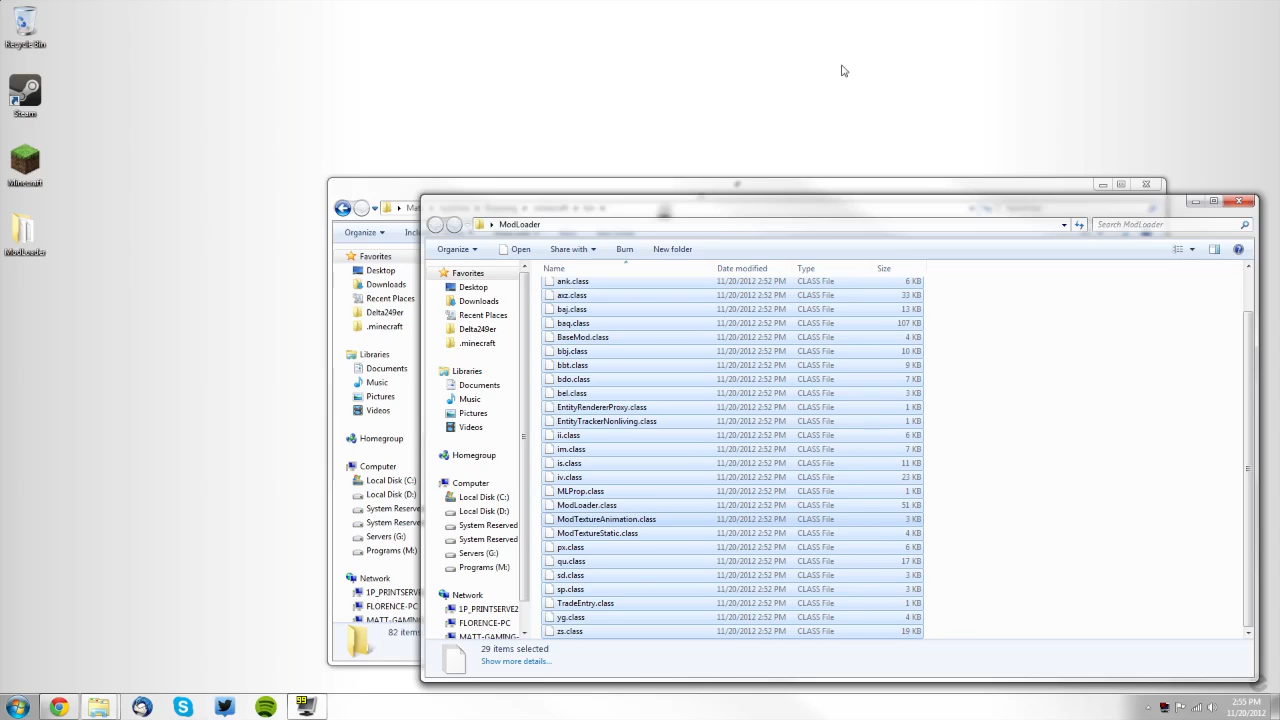 Recycle Bin
Steam
Minecraft
ModLoader
Organize
Favorites
Desktop
Downloads
Recent Places
Delta249er
.minecraft
Libraries
Documents
Music
Pictures
Videos
Homegroup
Computer
Local Disk (C:)
Local Disk (D:)
System Reserve
System Reserve
Servers (G:)
Programs (M:)
Network
1P_PRINTSERVE
FLORENCE-PC
MATT-GAMING-
82 items
ModLoader
Search ModLoader
Organize Open Share with Burn New folder
Favorites
Desktop
Downloads
Recent Places
Delta249er
.minecraft
Libraries
Documents
Music
Pictures
Videos
Homegroup
Computer
Local Disk (C:)
Local Disk (D:)
System Reserved
System Reserved
Servers (G:)
Programs (M:)
Network
1P_PRINTSERVE2
FLORENCE-PC
MATT-GAMING-
Name Date modified Type Size
ank.class 11/20/2012 2:52 PM CLASS File 6 KB
axz.class 11/20/2012 2:52 PM CLASS File 33 KB
baj.class 11/20/2012 2:52 PM CLASS File 13 KB
baq.class 11/20/2012 2:52 PM CLASS File 107 KB
BaseMod.class 11/20/2012 2:52 PM CLASS File 4 KB
bbj.class 11/20/2012 2:52 PM CLASS File 10 KB
bbt.class 11/20/2012 2:52 PM CLASS File 9 KB
bdo.class 11/20/2012 2:52 PM CLASS File 7 KB
bel.class 11/20/2012 2:52 PM CLASS File 3 KB
EntityRendererProxy.class 11/20/2012 2:52 PM CLASS File 1 KB
EntityTrackerNonliving.class 11/20/2012 2:52 PM CLASS File 1 KB
ii.class 11/20/2012 2:52 PM CLASS File 6 KB
im.class 11/20/2012 2:52 PM CLASS File 7 KB
is.class 11/20/2012 2:52 PM CLASS File 11 KB
iv.class 11/20/2012 2:52 PM CLASS File 23 KB
MLProp.class 11/20/2012 2:52 PM CLASS File 1 KB
ModLoader.class 11/20/2012 2:52 PM CLASS File 51 KB
ModTextureAnimation.class 11/20/2012 2:52 PM CLASS File 3 KB
ModTextureStatic.class 11/20/2012 2:52 PM CLASS File 4 KB
px.class 11/20/2012 2:52 PM CLASS File 6 KB
qu.class 11/20/2012 2:52 PM CLASS File 17 KB
sd.class 11/20/2012 2:52 PM CLASS File 3 KB
sp.class 11/20/2012 2:52 PM CLASS File 3 KB
TradeEntry.class 11/20/2012 2:52 PM CLASS File 1 KB
yg.class 11/20/2012 2:52 PM CLASS File 4 KB
zs.class 11/20/2012 2:52 PM CLASS File 19 KB
29 items selected
Show more details...
99
2:55 PM
11/20/2012